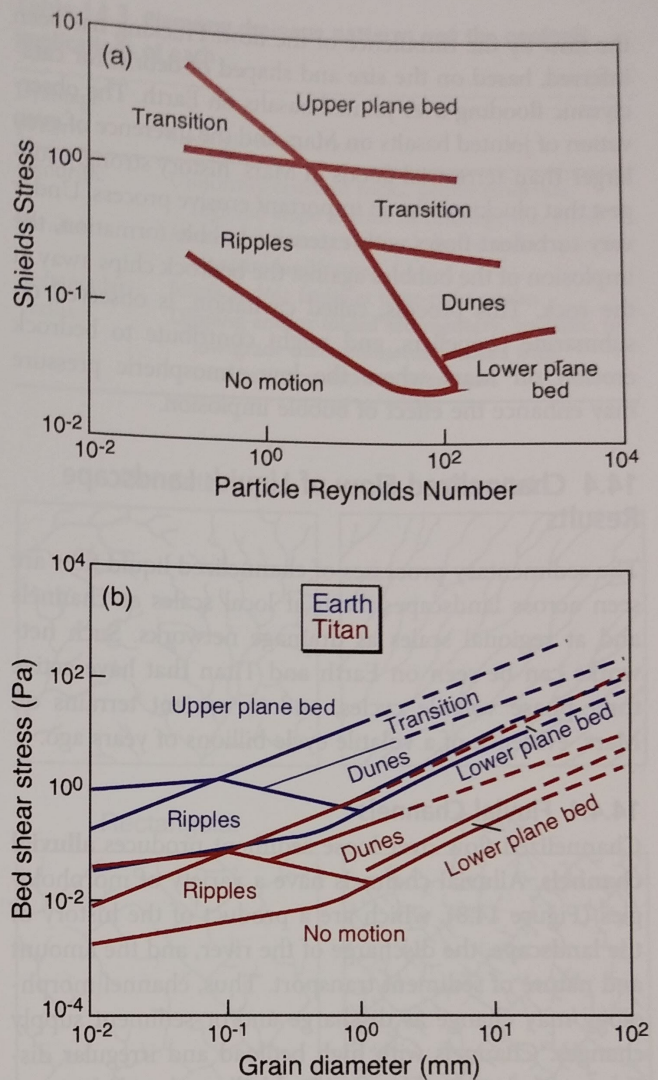 10^1
(a)
Upper plane bed
Transition
10^0
Transition
Ripples
10^-1
Dunes
No motion
Lower plane
bed
10^-2
10^-2 10^0 10^2 10^4
Shields Stress
Particle Reynolds Number
10^4
(b)
Earth
Titan
10^2
Upper plane bed
Transition
Dunes
Lower plane bed
10^0
Ripples
Dunes
Lower plane bed
10^-2
Ripples
No motion
10^-4
10^-2 10^-1 10^0 10^1 10^2
Bed shear stress (Pa)
Grain diameter (mm)